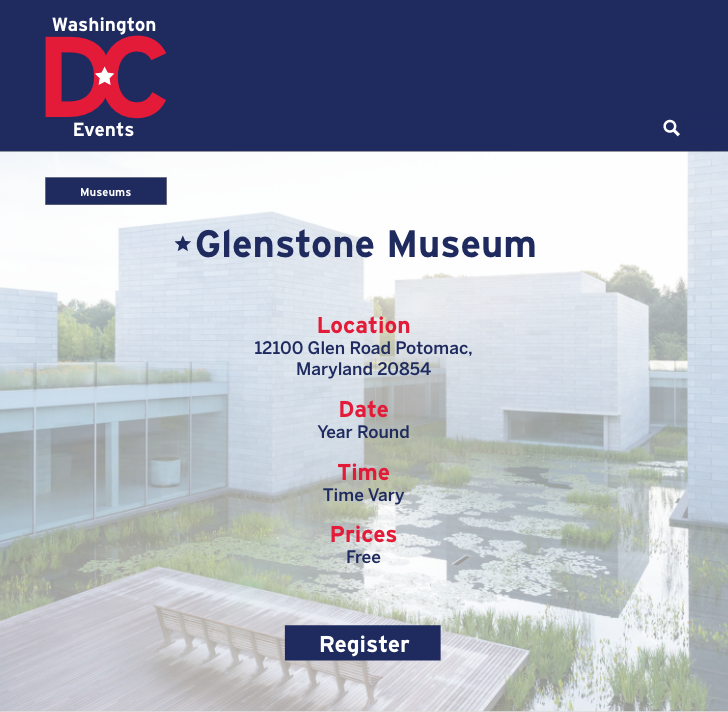 Washington
DC
Events
Museums
Glenstone Museum
Location
12100 Glen Road Potomac,
Maryland 20854
Date
Year Round
Time
Time Vary
Prices
Free
Register